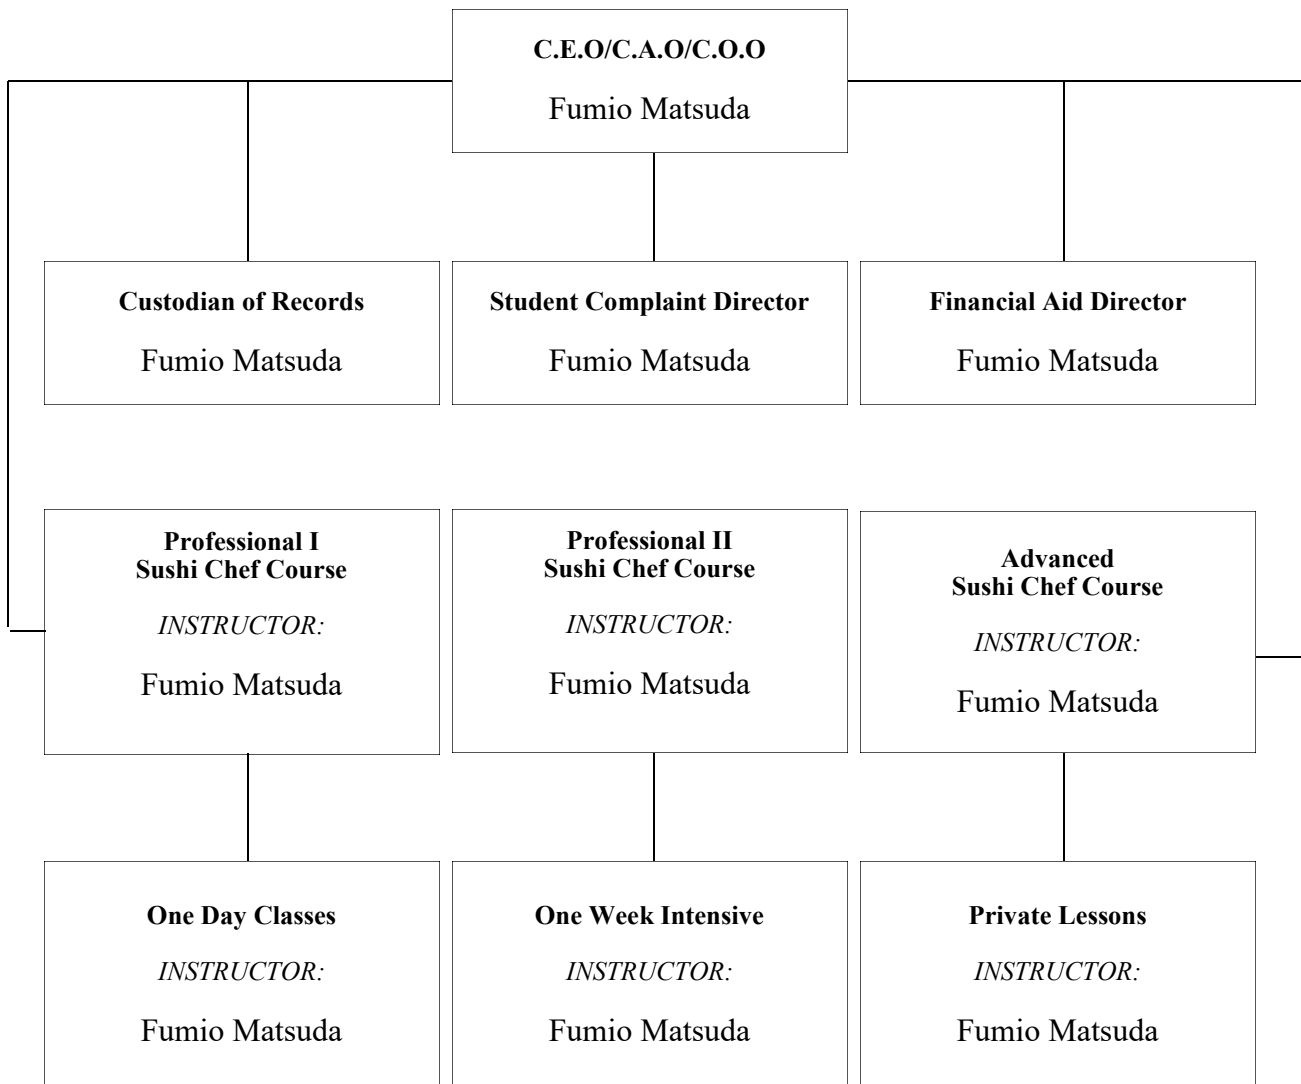 C.E.O/C.A.O/C.O.O
Fumio Matsuda
Custodian of Records
Fumio Matsuda
Student Complaint Director
Fumio Matsuda
Financial Aid Director
Fumio Matsuda
Professional I
Sushi Chef Course
INSTRUCTOR:
Fumio Matsuda
Professional II
Sushi Chef Course
INSTRUCTOR:
Fumio Matsuda
Advanced
Sushi Chef Course
INSTRUCTOR:
Fumio Matsuda
One Day Classes
INSTRUCTOR:
Fumio Matsuda
One Week Intensive
INSTRUCTOR:
Fumio Matsuda
Private Lessons
INSTRUCTOR:
Fumio Matsuda